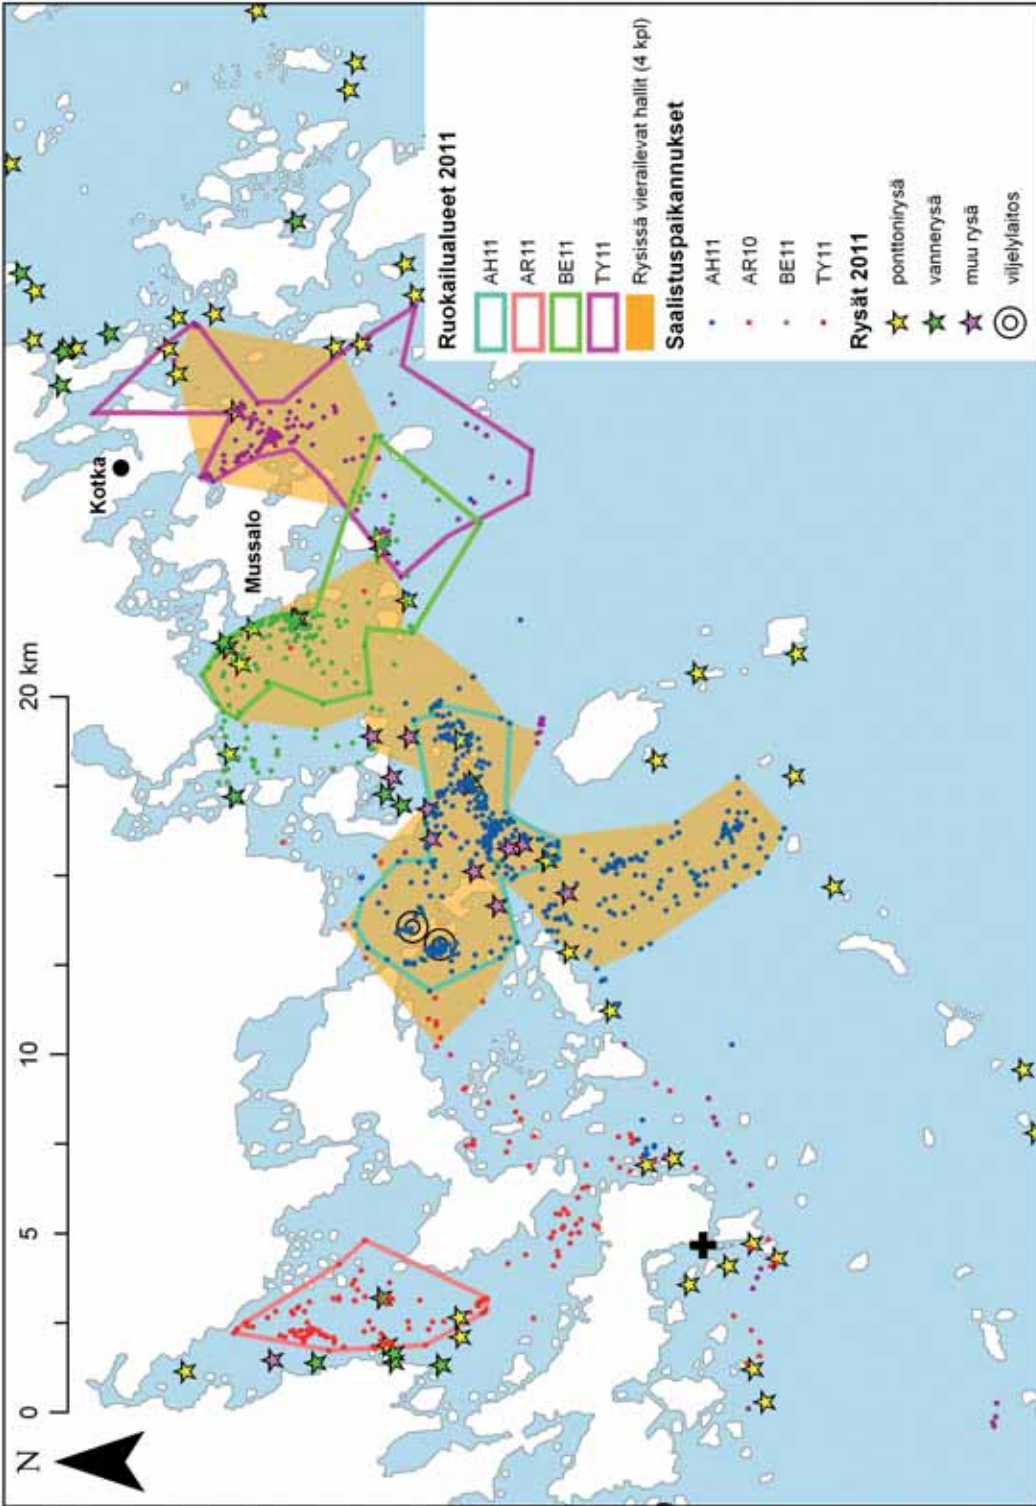 N
0
5
10
20 km
Kotka
Mussalo
Ruokailualueet 2011
AH11
AR11
BE11
TY11
Rysissä vierailevat hallit (4 kpl)
Saalistuspaikannukset
AH11
AR10
BE11
TY11
Rysät 2011
ponttonirysä
vannerysä
muu rysä
viljelylaitos